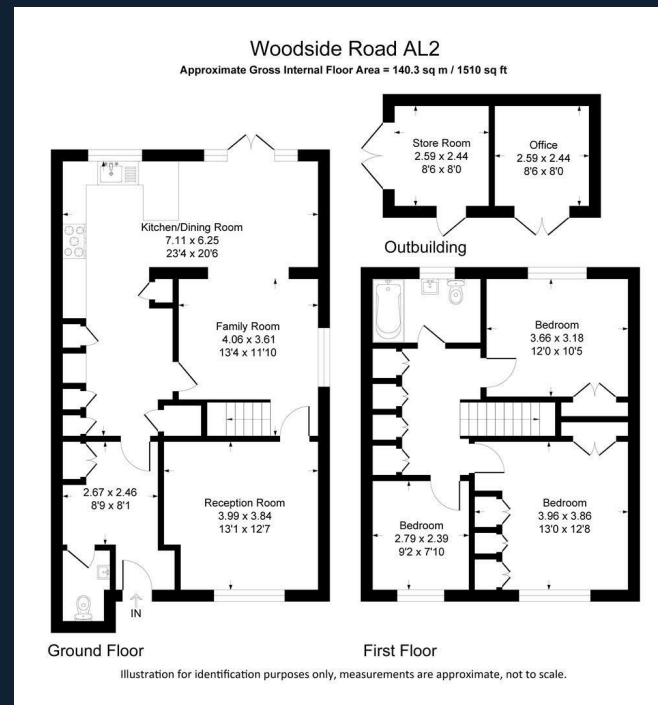 Woodside Road AL2
Approximate Gross Internal Floor Area = 140.3 sq m / 1510 sq ft
Store Room
2.59 x 2.44
8'6 x 8'0
Office
2.59 x 2.44
8'6 x 8'0
Outbuilding
Kitchen/Dining Room
7.11 x 6.25
23'4 x 20'6
Family Room
4.06 x 3.61
13'4 x 11'10
2.67 x 2.46
8'9 x 8'1
Reception Room
3.99 x 3.84
13'1 x 12'7
IN
Ground Floor
Bedroom
3.66 x 3.18
12'0 x 10'5
Bedroom
3.96 x 3.86
13'0 x 12'8
Bedroom
2.79 x 2.39
9'2 x 7'10
First Floor
Illustration for identification purposes only, measurements are approximate, not to scale.